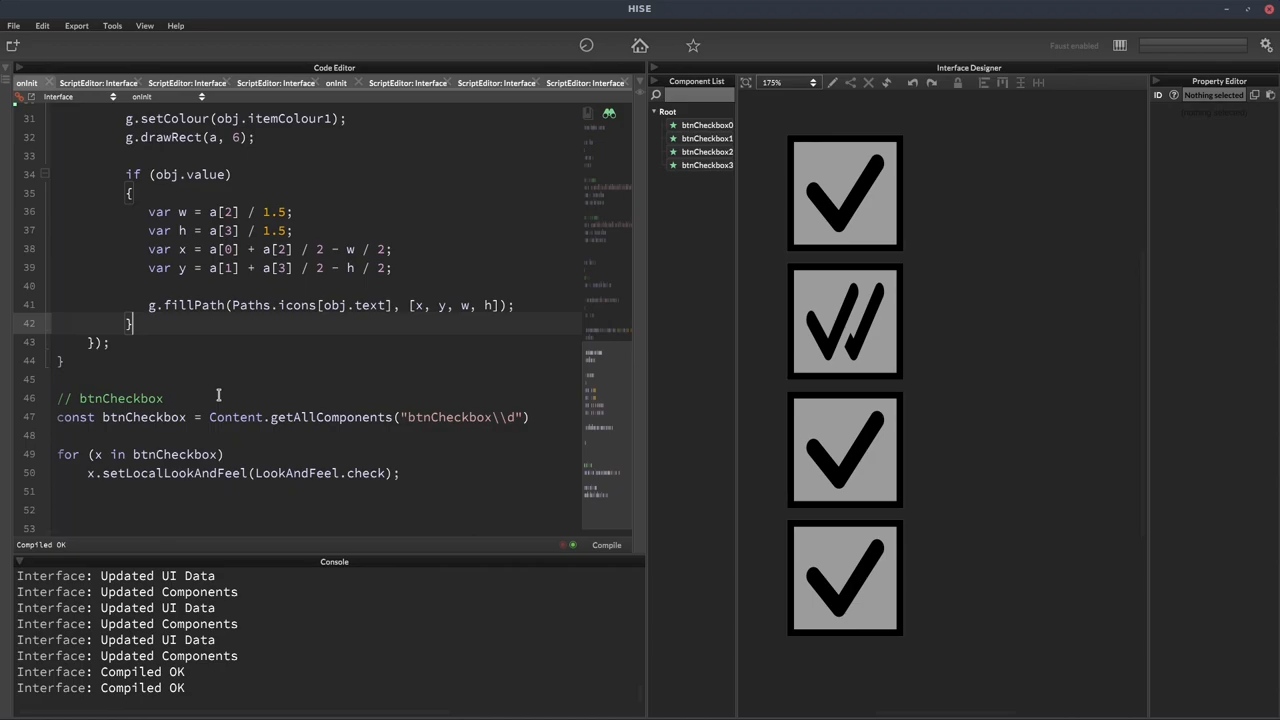 HISE
File Edit Export Tools View Help
Faust enabled
Code Editor
Interface Designer
onInit ScriptEditor: Interface ScriptEditor: Interface ScriptEditor: Interface onInit ScriptEditor: Interface ScriptEditor: Interface ScriptEditor: Interface
Component List
175%
Property Editor
Interface onInit
ID Nothing selected
(nothing selected)
Root
btnCheckbox0
btnCheckbox1
btnCheckbox2
btnCheckbox3
31 g.setColour(obj.itemColour1);
32 g.drawRect(a, 6);
33
34 if (obj.value)
35 {
36 var w = a[2] / 1.5;
37 var h = a[3] / 1.5;
38 var x = a[0] + a[2] / 2 - w / 2;
39 var y = a[1] + a[3] / 2 - h / 2;
40
41 g.fillPath(Paths.icons[obj.text], [x, y, w, h]);
42 }
43 });
44 }
45
46 // btnCheckbox
47 const btnCheckbox = Content.getAllComponents("btnCheckbox\\d")
48
49 for (x in btnCheckbox)
50 x.setLocalLookAndFeel(LookAndFeel.check);
51
52
53
Compiled OK
Compile
Console
Interface: Updated UI Data
Interface: Updated Components
Interface: Updated UI Data
Interface: Updated Components
Interface: Updated UI Data
Interface: Updated Components
Interface: Compiled OK
Interface: Compiled OK